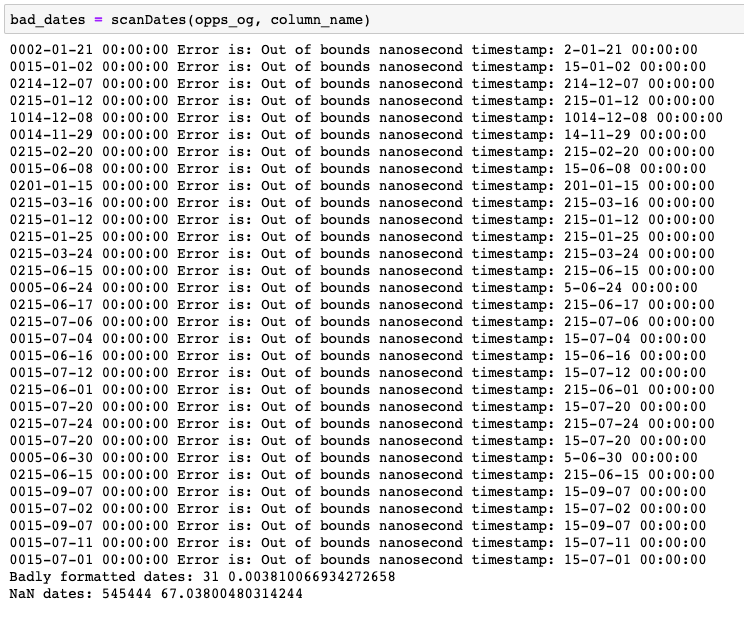 bad_dates = scanDates(opps_og, column_name)
0002-01-21 00:00:00 Error is: Out of bounds nanosecond timestamp: 2-01-21 00:00:00
0015-01-02 00:00:00 Error is: Out of bounds nanosecond timestamp: 15-01-02 00:00:00
0214-12-07 00:00:00 Error is: Out of bounds nanosecond timestamp: 214-12-07 00:00:00
0215-01-12 00:00:00 Error is: Out of bounds nanosecond timestamp: 215-01-12 00:00:00
1014-12-08 00:00:00 Error is: Out of bounds nanosecond timestamp: 1014-12-08 00:00:00
0014-11-29 00:00:00 Error is: Out of bounds nanosecond timestamp: 14-11-29 00:00:00
0215-02-20 00:00:00 Error is: Out of bounds nanosecond timestamp: 215-02-20 00:00:00
0015-06-08 00:00:00 Error is: Out of bounds nanosecond timestamp: 15-06-08 00:00:00
0201-01-15 00:00:00 Error is: Out of bounds nanosecond timestamp: 201-01-15 00:00:00
0215-03-16 00:00:00 Error is: Out of bounds nanosecond timestamp: 215-03-16 00:00:00
0215-01-12 00:00:00 Error is: Out of bounds nanosecond timestamp: 215-01-12 00:00:00
0215-01-25 00:00:00 Error is: Out of bounds nanosecond timestamp: 215-01-25 00:00:00
0215-03-24 00:00:00 Error is: Out of bounds nanosecond timestamp: 215-03-24 00:00:00
0215-06-15 00:00:00 Error is: Out of bounds nanosecond timestamp: 215-06-15 00:00:00
0005-06-24 00:00:00 Error is: Out of bounds nanosecond timestamp: 5-06-24 00:00:00
0215-06-17 00:00:00 Error is: Out of bounds nanosecond timestamp: 215-06-17 00:00:00
0215-07-06 00:00:00 Error is: Out of bounds nanosecond timestamp: 215-07-06 00:00:00
0015-07-04 00:00:00 Error is: Out of bounds nanosecond timestamp: 15-07-04 00:00:00
0015-06-16 00:00:00 Error is: Out of bounds nanosecond timestamp: 15-06-16 00:00:00
0015-07-12 00:00:00 Error is: Out of bounds nanosecond timestamp: 15-07-12 00:00:00
0215-06-01 00:00:00 Error is: Out of bounds nanosecond timestamp: 215-06-01 00:00:00
0015-07-20 00:00:00 Error is: Out of bounds nanosecond timestamp: 15-07-20 00:00:00
0215-07-24 00:00:00 Error is: Out of bounds nanosecond timestamp: 215-07-24 00:00:00
0015-07-20 00:00:00 Error is: Out of bounds nanosecond timestamp: 15-07-20 00:00:00
0005-06-30 00:00:00 Error is: Out of bounds nanosecond timestamp: 5-06-30 00:00:00
0215-06-15 00:00:00 Error is: Out of bounds nanosecond timestamp: 215-06-15 00:00:00
0015-09-07 00:00:00 Error is: Out of bounds nanosecond timestamp: 15-09-07 00:00:00
0015-07-02 00:00:00 Error is: Out of bounds nanosecond timestamp: 15-07-02 00:00:00
0015-09-07 00:00:00 Error is: Out of bounds nanosecond timestamp: 15-09-07 00:00:00
0015-07-11 00:00:00 Error is: Out of bounds nanosecond timestamp: 15-07-11 00:00:00
0015-07-01 00:00:00 Error is: Out of bounds nanosecond timestamp: 15-07-01 00:00:00
Badly formatted dates: 31 0.003810066934272658
NaN dates: 545444 67.03800480314244